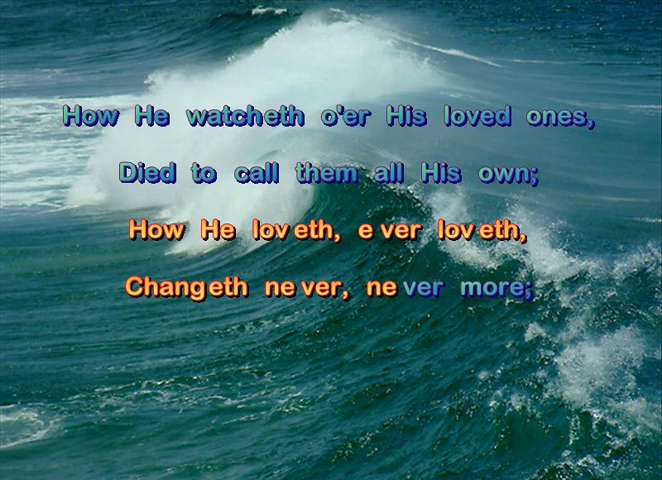 How He watcheth o'er His loved ones,
Died to call them all His own;
How He loveth, ever loveth,
Changeth never, never more;